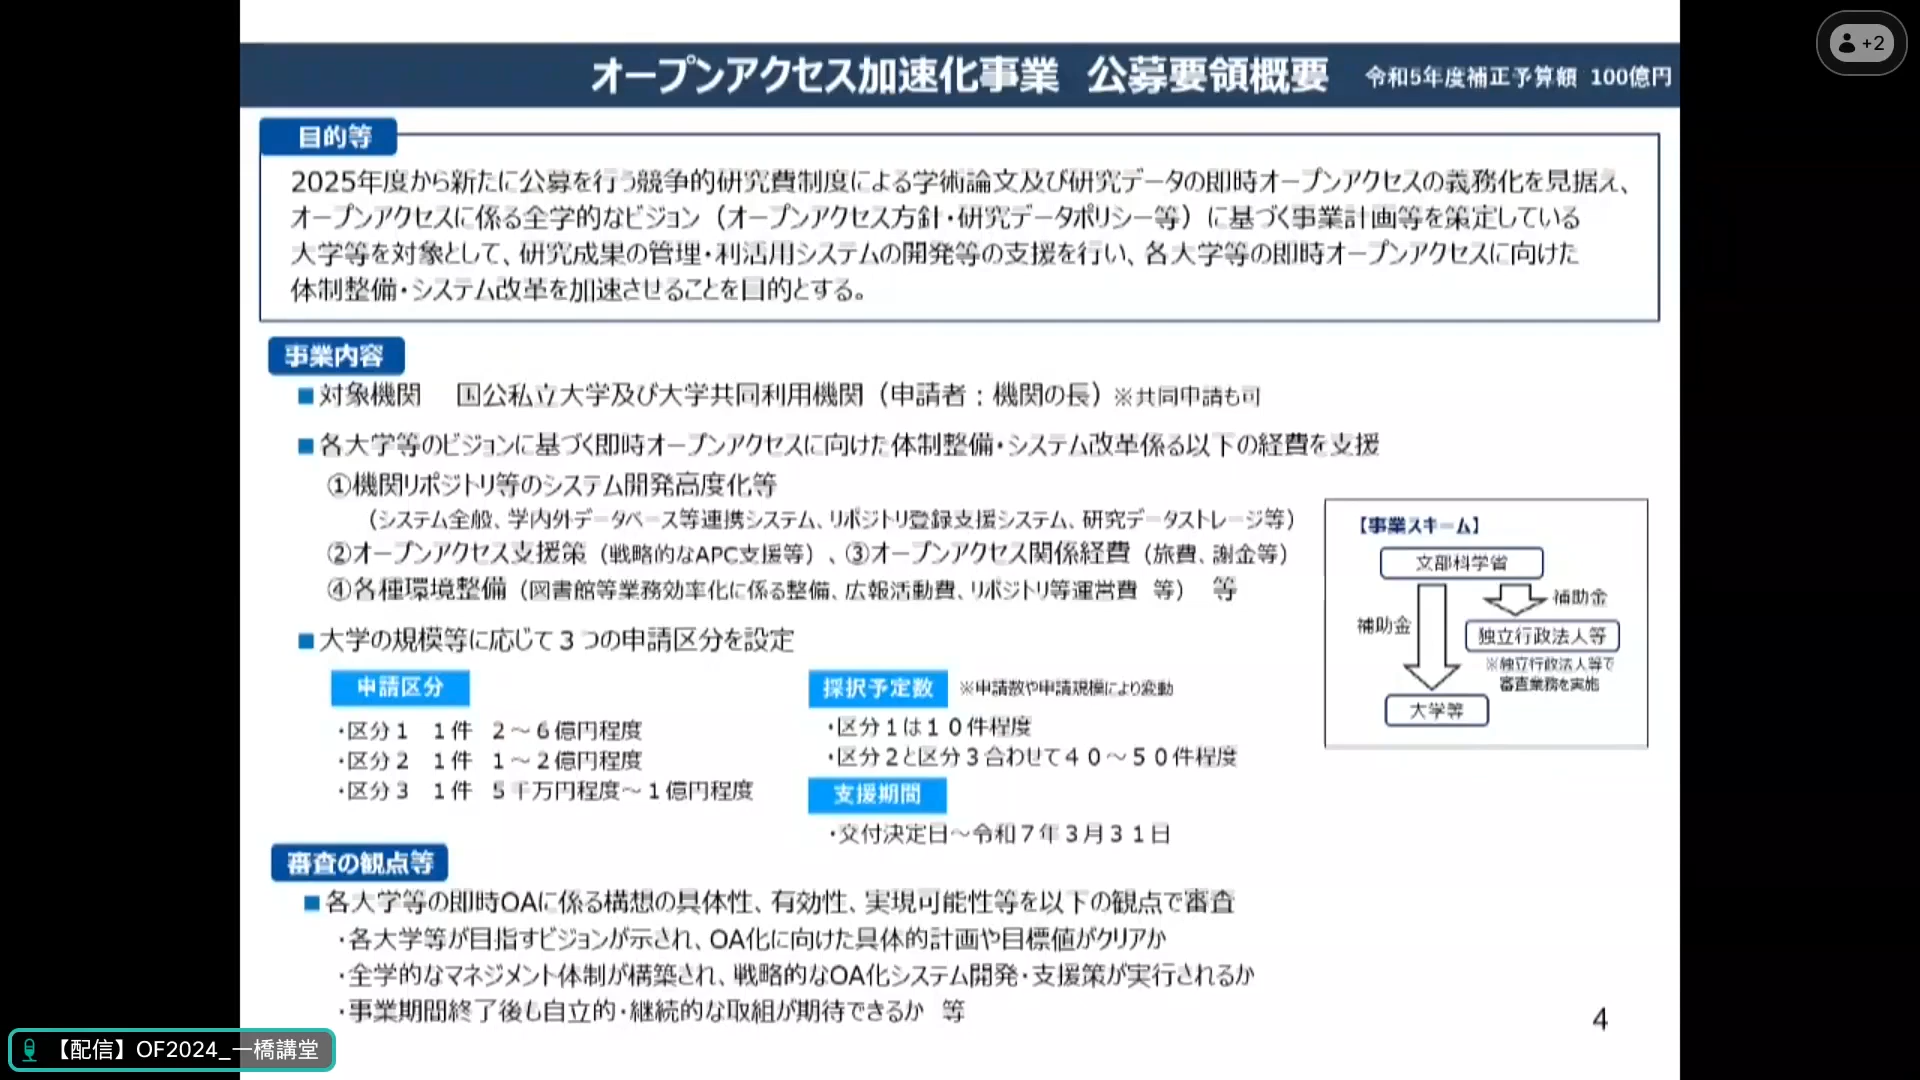 +2
オープンアクセス加速化事業 公募要領概要 令和5年度補正予算額 100億円
目的等
2025年度から新たに公募を行う競争的研究費制度による学術論文及び研究データの即時オープンアクセスの義務化を見据え、
オープンアクセスに係る全学的なビジョン（オープンアクセス方針・研究データポリシー等）に基づく事業計画等を策定している
大学等を対象として、研究成果の管理・利活用システムの開発等の支援を行い、各大学等の即時オープンアクセスに向けた
体制整備・システム改革を加速させることを目的とする。
事業内容
■対象機関 国公私立大学及び大学共同利用機関（申請者：機関の長）※共同申請も可
■各大学等のビジョンに基づく即時オープンアクセスに向けた体制整備・システム改革係る以下の経費を支援
①機関リポジトリ等のシステム開発高度化等
（システム全般、学内外データベース等連携システム、リポジトリ登録支援システム、研究データストレージ等）
②オープンアクセス支援策（戦略的なAPC支援等）、③オープンアクセス関係経費（旅費、謝金等）
④各種環境整備（図書館等業務効率化に係る整備、広報活動費、リポジトリ等運営費 等） 等
■大学の規模等に応じて３つの申請区分を設定
申請区分
・区分１ １件 ２～６億円程度
・区分２ １件 １～２億円程度
・区分３ １件 ５千万円程度～１億円程度
採択予定数 ※申請数や申請規模により変動
・区分１は１０件程度
・区分２と区分３合わせて４０～５０件程度
支援期間
・交付決定日～令和７年３月３１日
【事業スキーム】
文部科学省
補助金
補助金
独立行政法人等
※独立行政法人等で
審査業務を実施
大学等
審査の観点等
■各大学等の即時OAに係る構想の具体性、有効性、実現可能性等を以下の観点で審査
・各大学等が目指すビジョンが示され、OA化に向けた具体的計画や目標値がクリアか
・全学的なマネジメント体制が構築され、戦略的なOA化システム開発・支援策が実行されるか
・事業期間終了後も自立的・継続的な取組が期待できるか 等
4
【配信】OF2024_一橋講堂